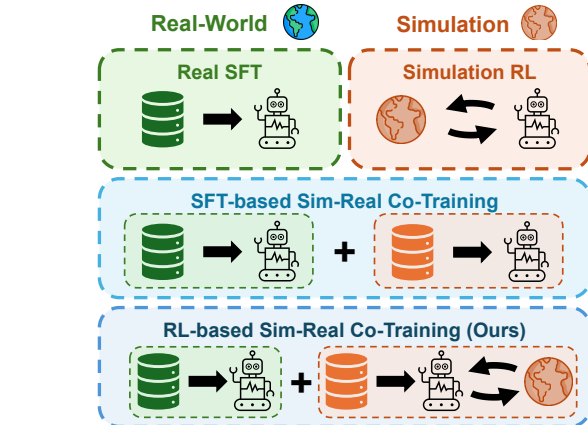 Real-World
Simulation
Real SFT
Simulation RL
SFT-based Sim-Real Co-Training
+
RL-based Sim-Real Co-Training (Ours)
+